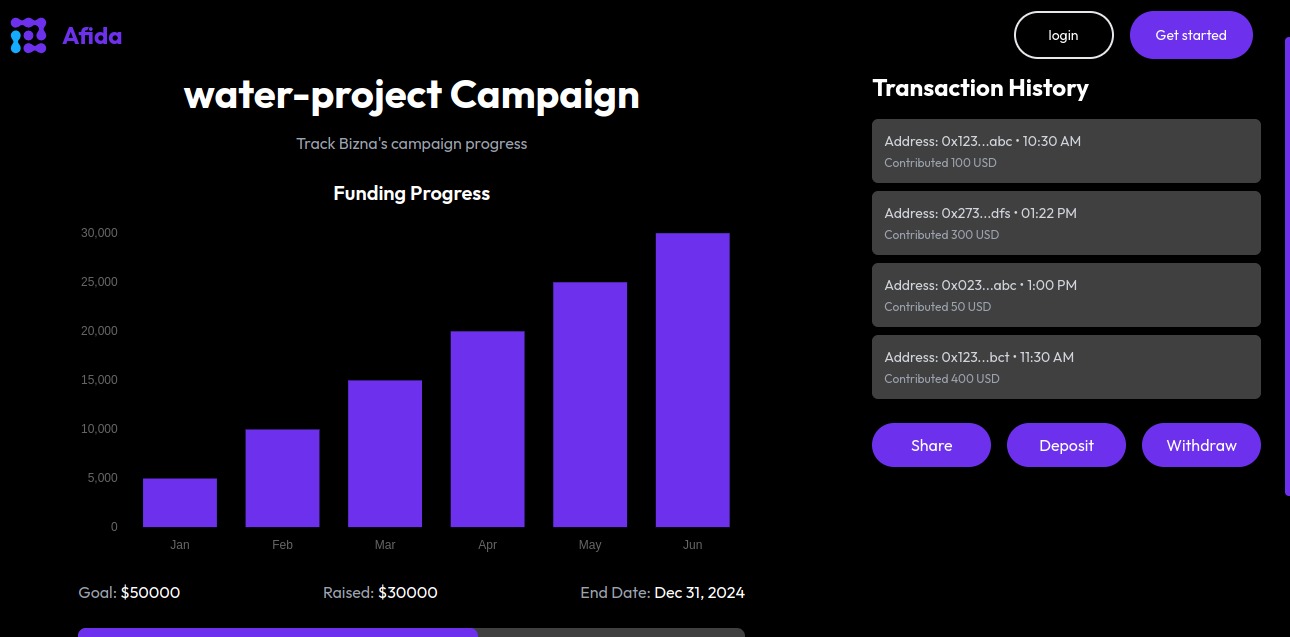 Afida
login
Get started
water-project Campaign
Track Bizna's campaign progress
Funding Progress
30,000
25,000
20,000
15,000
10,000
5,000
0
Jan
Feb
Mar
Apr
May
Jun
Goal: $50000
Raised: $30000
End Date: Dec 31, 2024
Transaction History
Address: 0x123...abc • 10:30 AM
Contributed 100 USD
Address: 0x273...dfs • 01:22 PM
Contributed 300 USD
Address: 0x023...abc • 1:00 PM
Contributed 50 USD
Address: 0x123...bct • 11:30 AM
Contributed 400 USD
Share
Deposit
Withdraw